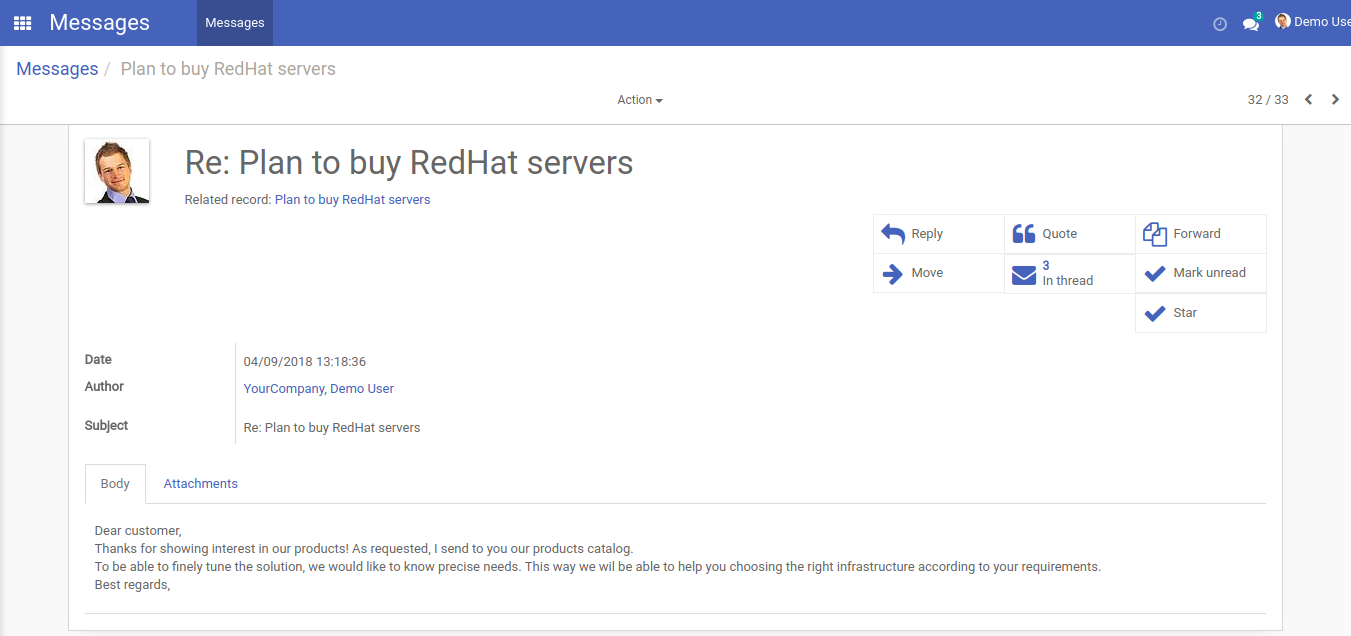 Messages Messages 3 Demo Use
Messages / Plan to buy RedHat servers
Action 32 / 33
Re: Plan to buy RedHat servers
Related record: Plan to buy RedHat servers
Reply Quote Forward
Move 3 In thread Mark unread
Star
Date 04/09/2018 13:18:36
Author YourCompany, Demo User
Subject Re: Plan to buy RedHat servers
Body Attachments
Dear customer,
Thanks for showing interest in our products! As requested, I send to you our products catalog.
To be able to finely tune the solution, we would like to know precise needs. This way we wil be able to help you choosing the right infrastructure according to your requirements.
Best regards,